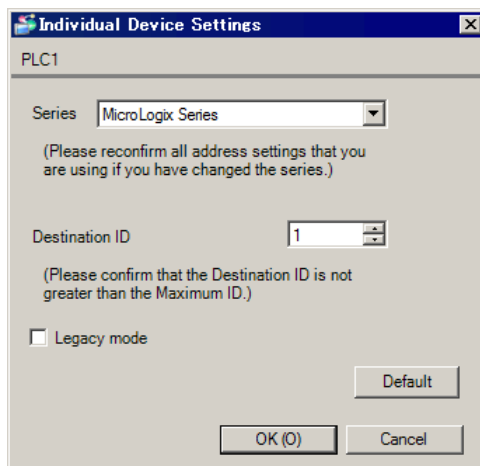 Individual Device Settings
PLC1
Series MicroLogix Series
(Please reconfirm all address settings that you
are using if you have changed the series.)
Destination ID 1
(Please confirm that the Destination ID is not
greater than the Maximum ID.)
Legacy mode
Default
OK (O) Cancel